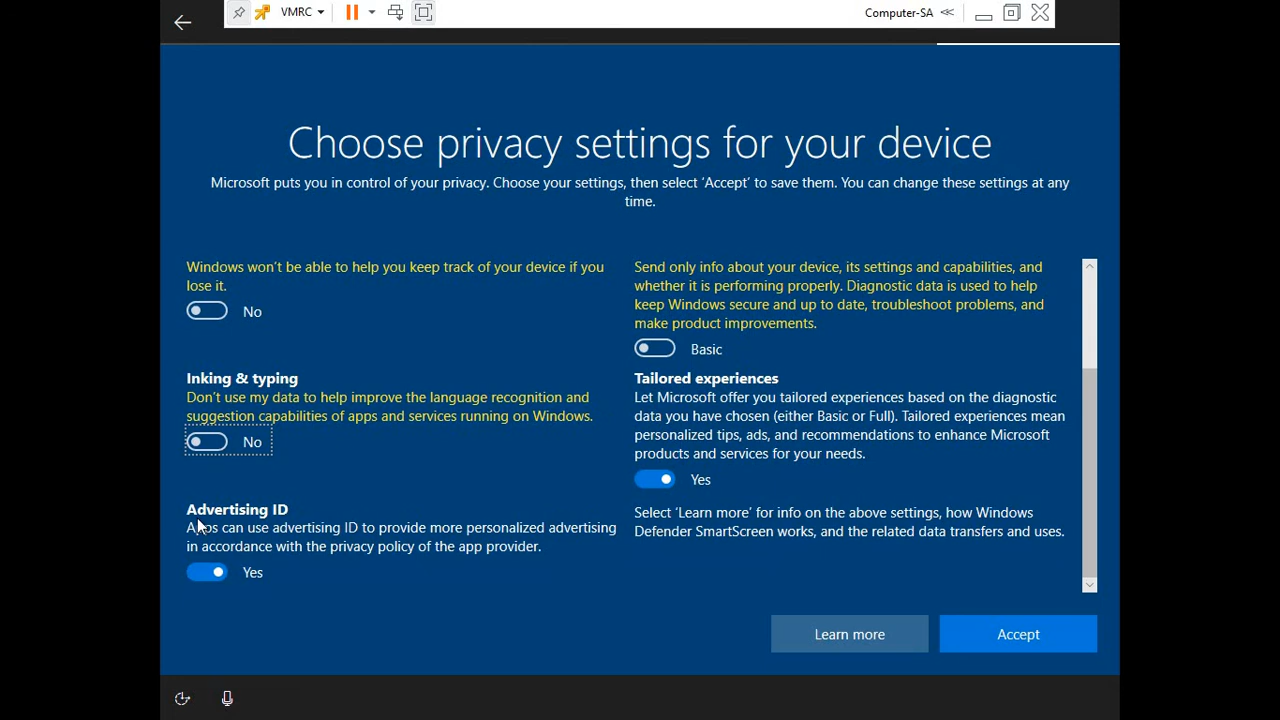 VMRC
Computer-SA
Choose privacy settings for your device
Microsoft puts you in control of your privacy. Choose your settings, then select ‘Accept’ to save them. You can change these settings at any
time.
Windows won’t be able to help you keep track of your device if you
lose it.
No
Inking & typing
Don’t use my data to help improve the language recognition and
suggestion capabilities of apps and services running on Windows.
No
Advertising ID
Apps can use advertising ID to provide more personalized advertising
in accordance with the privacy policy of the app provider.
Yes
Send only info about your device, its settings and capabilities, and
whether it is performing properly. Diagnostic data is used to help
keep Windows secure and up to date, troubleshoot problems, and
make product improvements.
Basic
Tailored experiences
Let Microsoft offer you tailored experiences based on the diagnostic
data you have chosen (either Basic or Full). Tailored experiences mean
personalized tips, ads, and recommendations to enhance Microsoft
products and services for your needs.
Yes
Select ‘Learn more’ for info on the above settings, how Windows
Defender SmartScreen works, and the related data transfers and uses.
Learn more
Accept